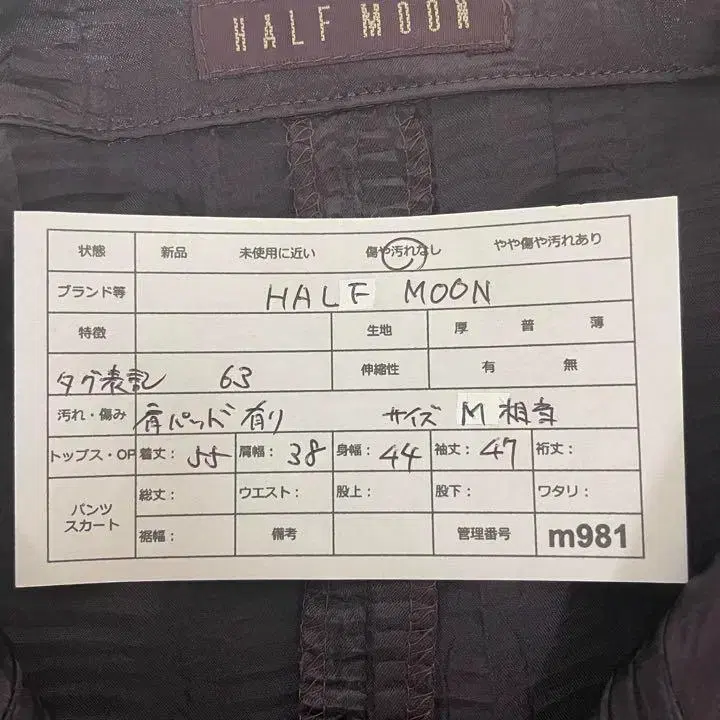 HALF MOON
状態 新品 未使用に近い 傷や汚れなし やや傷や汚れあり
ブランド等 HALF MOON
特徴 生地 厚 普 薄
タグ表記 63 伸縮性 有 無
汚れ・傷み 肩パッド有り サイズ M相当
トップス・OP 着丈: 55 肩幅: 38 身幅: 44 袖丈: 47 裄丈:
パンツ スカート 総丈: ウエスト: 股上: 股下: ワタリ:
裾幅: 備考 管理番号 m981